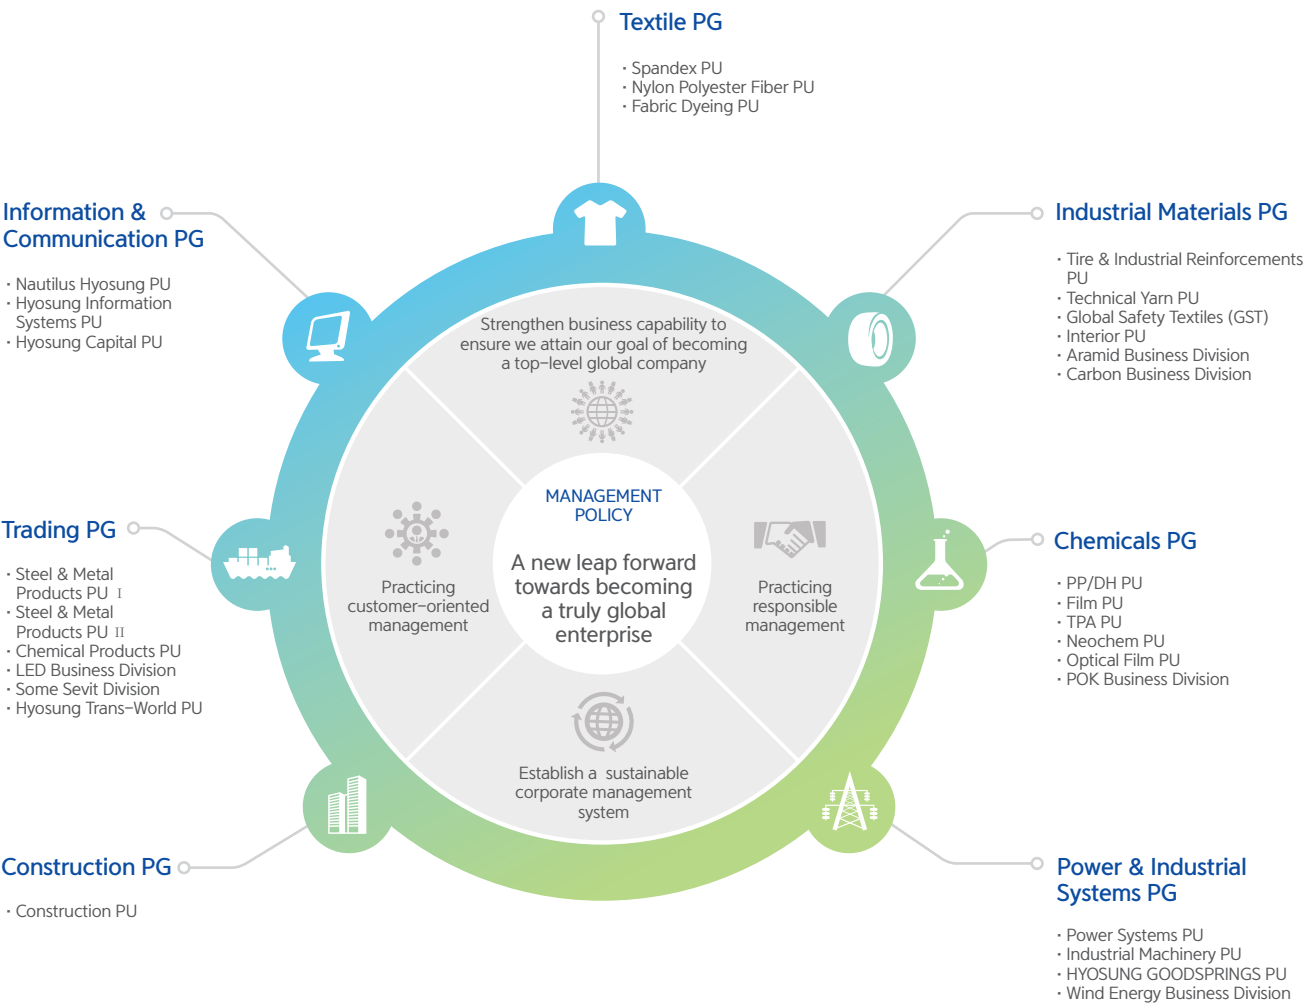 Textile PG
· Spandex PU
· Nylon Polyester Fiber PU
· Fabric Dyeing PU
Information &
Communication PG
· Nautilus Hyosung PU
· Hyosung Information
Systems PU
· Hyosung Capital PU
Industrial Materials PG
· Tire & Industrial Reinforcements
PU
· Technical Yarn PU
· Global Safety Textiles (GST)
· Interior PU
· Aramid Business Division
· Carbon Business Division
Strengthen business capability to
ensure we attain our goal of becoming
a top-level global company
MANAGEMENT
POLICY
A new leap forward
towards becoming
a truly global
enterprise
Practicing
customer-oriented
management
Practicing
responsible
management
Establish a sustainable
corporate management
system
Trading PG
· Steel & Metal
Products PU I
· Steel & Metal
Products PU II
· Chemical Products PU
· LED Business Division
· Some Sevit Division
· Hyosung Trans-World PU
Chemicals PG
· PP/DH PU
· Film PU
· TPA PU
· Neochem PU
· Optical Film PU
· POK Business Division
Construction PG
· Construction PU
Power & Industrial
Systems PG
· Power Systems PU
· Industrial Machinery PU
· HYOSUNG GOODSPRINGS PU
· Wind Energy Business Division